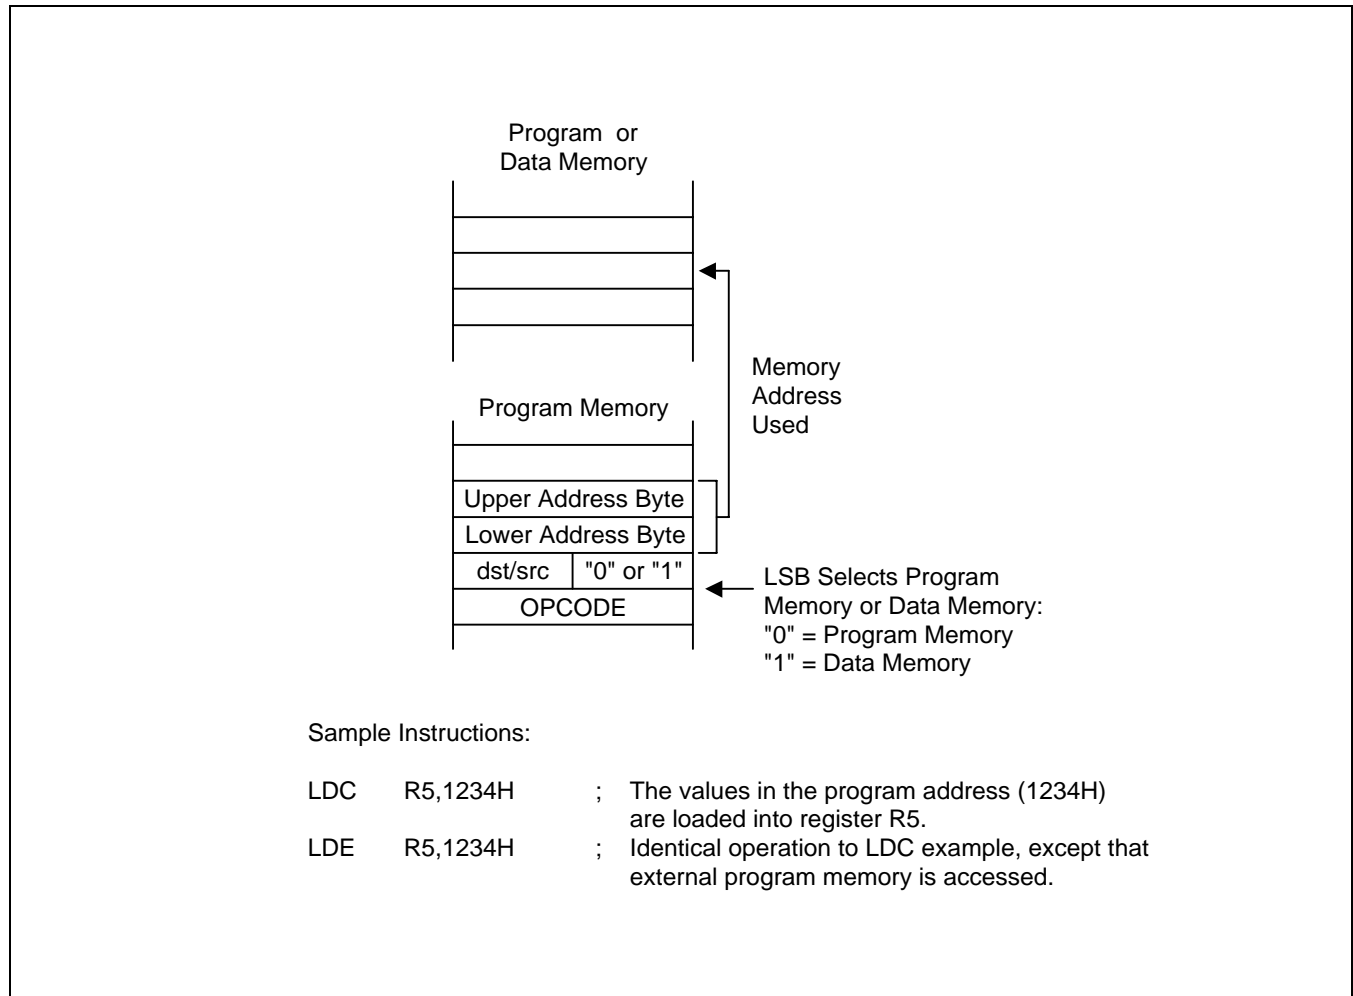 Program or
Data Memory
Memory
Address
Used
Program Memory
Upper Address Byte
Lower Address Byte
dst/src "0" or "1"
OPCODE
LSB Selects Program
Memory or Data Memory:
"0" = Program Memory
"1" = Data Memory
Sample Instructions:
LDC R5,1234H ; The values in the program address (1234H)
are loaded into register R5.
LDE R5,1234H ; Identical operation to LDC example, except that
external program memory is accessed.